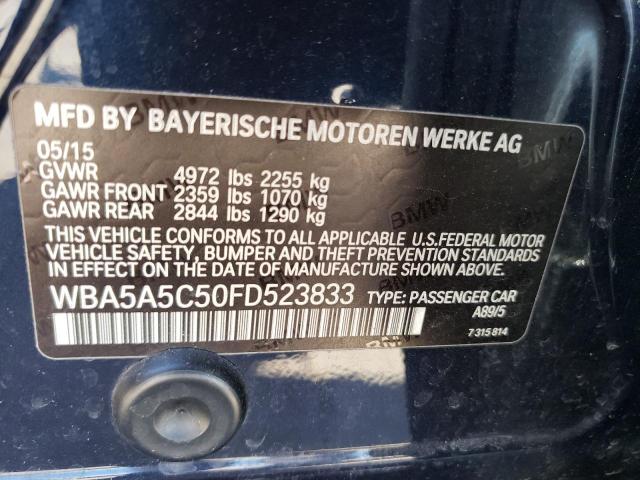 MFD BY BAYERISCHE MOTOREN WERKE AG
05/15
GVWR 4972 lbs 2255 kg
GAWR FRONT 2359 lbs 1070 kg
GAWR REAR 2844 lbs 1290 kg
THIS VEHICLE CONFORMS TO ALL APPLICABLE U.S.FEDERAL MOTOR
VEHICLE SAFETY, BUMPER AND THEFT PREVENTION STANDARDS
IN EFFECT ON THE DATE OF MANUFACTURE SHOWN ABOVE.
WBA5A5C50FD523833 TYPE: PASSENGER CAR
A89/5
7 315 814